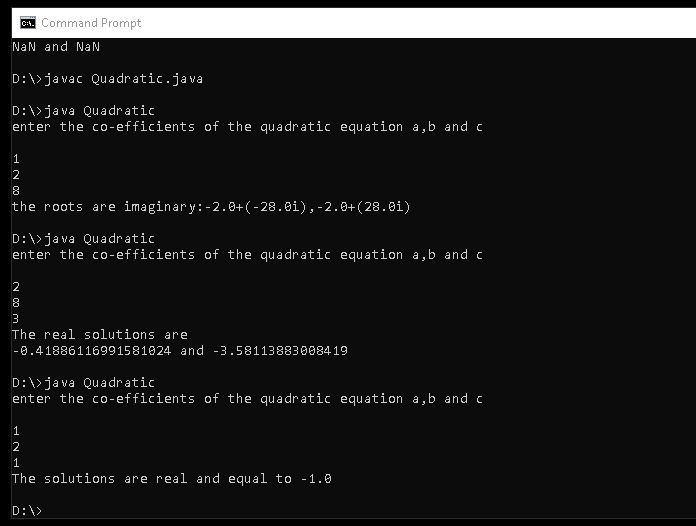 Command Prompt
NaN and NaN
D:\>javac Quadratic.java
D:\>java Quadratic
enter the co-efficients of the quadratic equation a,b and c
1
2
8
the roots are imaginary:-2.0+(-28.0i),-2.0+(28.0i)
D:\>java Quadratic
enter the co-efficients of the quadratic equation a,b and c
2
8
3
The real solutions are
-0.41886116991581024 and -3.58113883008419
D:\>java Quadratic
enter the co-efficients of the quadratic equation a,b and c
1
2
1
The solutions are real and equal to -1.0
D:\>